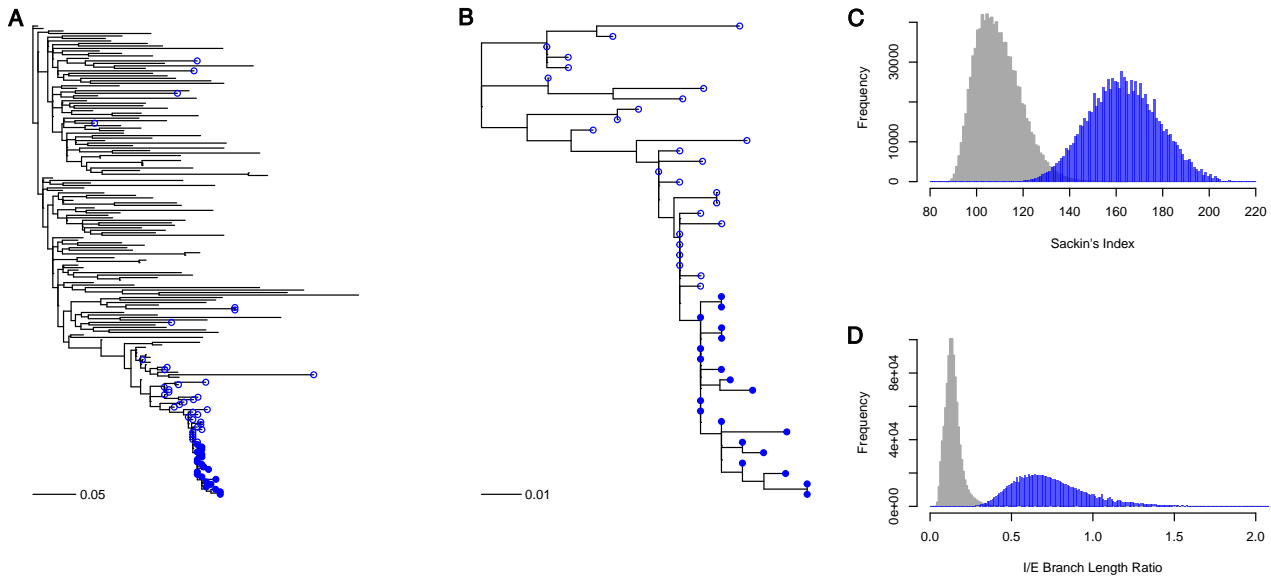 A
0.05
B
0.01
C
Frequency
0
10000
30000
80
100
120
140
160
180
200
220
Sackin's Index
D
Frequency
0e+00
4e+04
8e+04
0.0
0.5
1.0
1.5
2.0
I/E Branch Length Ratio